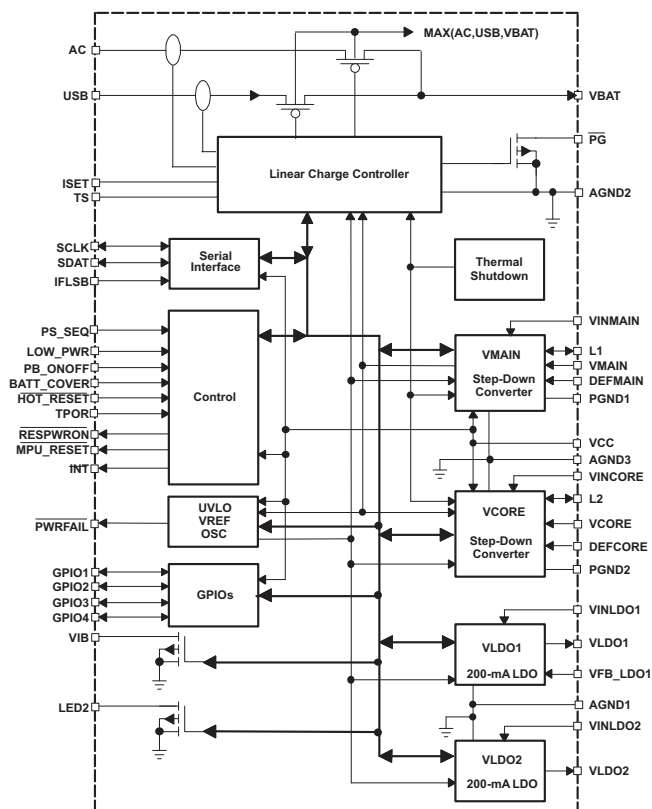 MAX(AC,USB,VBAT)
AC
USB
VBAT
PG
Linear Charge Controller
ISET
TS
AGND2
SCLK
SDAT
IFLSB
Serial
Interface
Thermal
Shutdown
VINMAIN
PS_SEQ
LOW_PWR
PB_ONOFF
BATT_COVER
HOT_RESET
TPOR
RESPWRON
MPU_RESET
INT
Control
VMAIN
Step-Down
Converter
L1
VMAIN
DEFMAIN
PGND1
VCC
AGND3
VINCORE
PWRFAIL
UVLO
VREF
OSC
VCORE
Step-Down
Converter
L2
VCORE
DEFCORE
PGND2
GPIO1
GPIO2
GPIO3
GPIO4
GPIOs
VIB
VINLDO1
VLDO1
200-mA LDO
VLDO1
VFB_LDO1
LED2
AGND1
VINLDO2
VLDO2
200-mA LDO
VLDO2